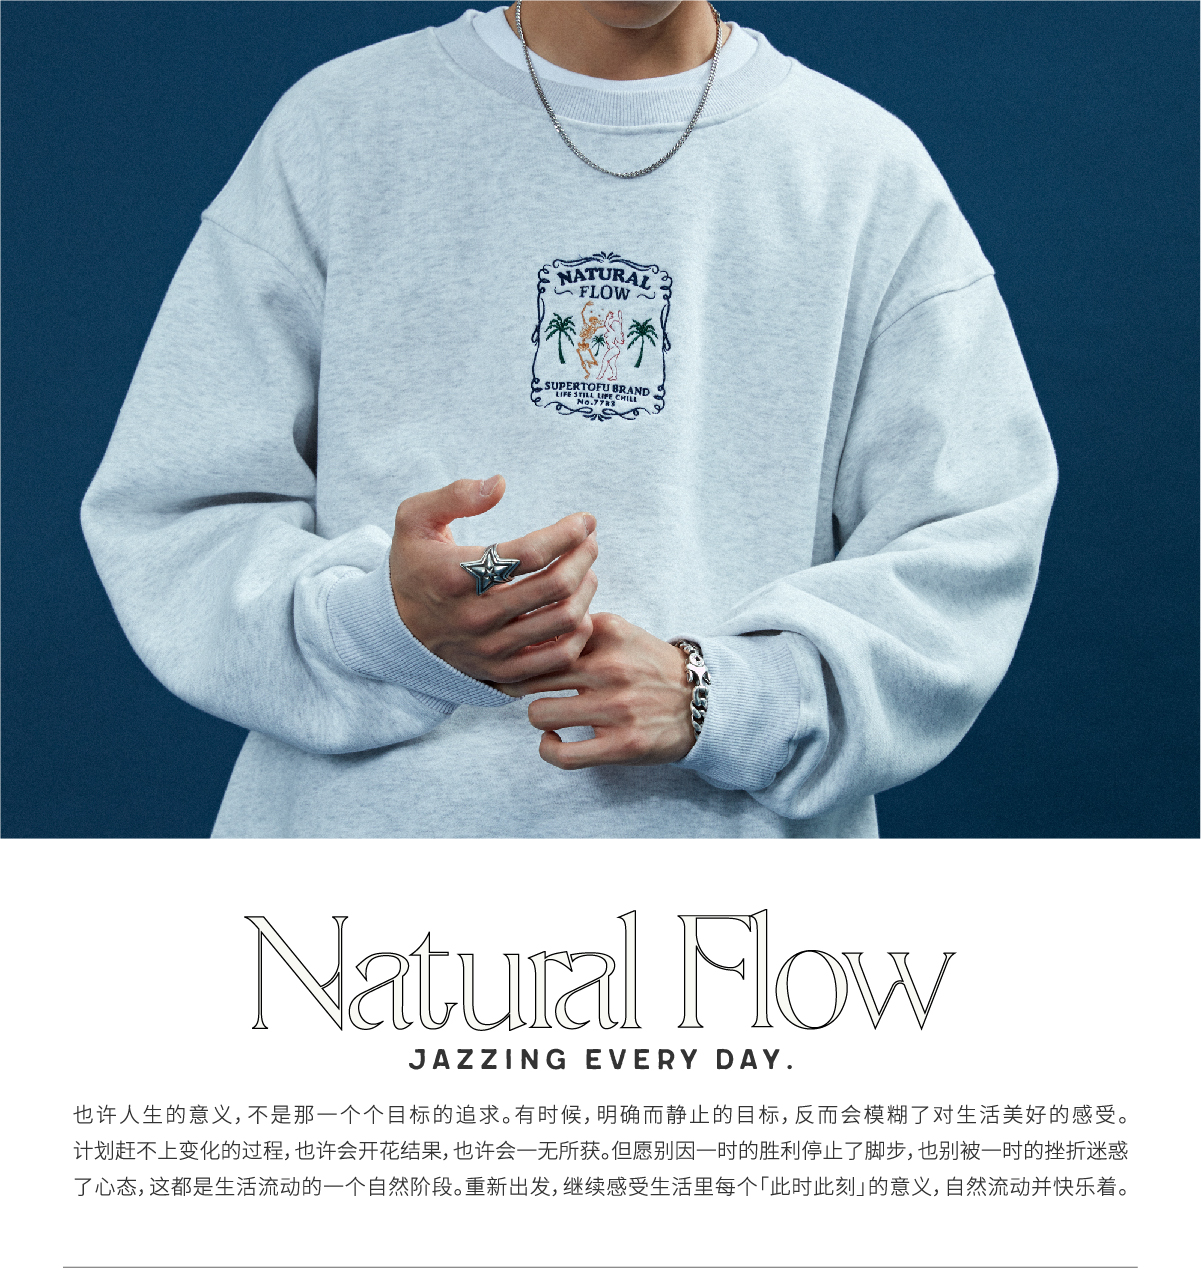 NATURAL
FLOW
SUPERTOFU BRAND
LIFE STILL LIFE CHILL
No.7783
Natural Flow
JAZZING EVERY DAY.
也许人生的意义，不是那一个个目标的追求。有时候，明确而静止的目标，反而会模糊了对生活美好的感受。
计划赶不上变化的过程，也许会开花结果，也许会一无所获。但愿别因一时的胜利停止了脚步，也别被一时的挫折迷惑
了心态，这都是生活流动的一个自然阶段。重新出发，继续感受生活里每个「此时此刻」的意义，自然流动并快乐着。